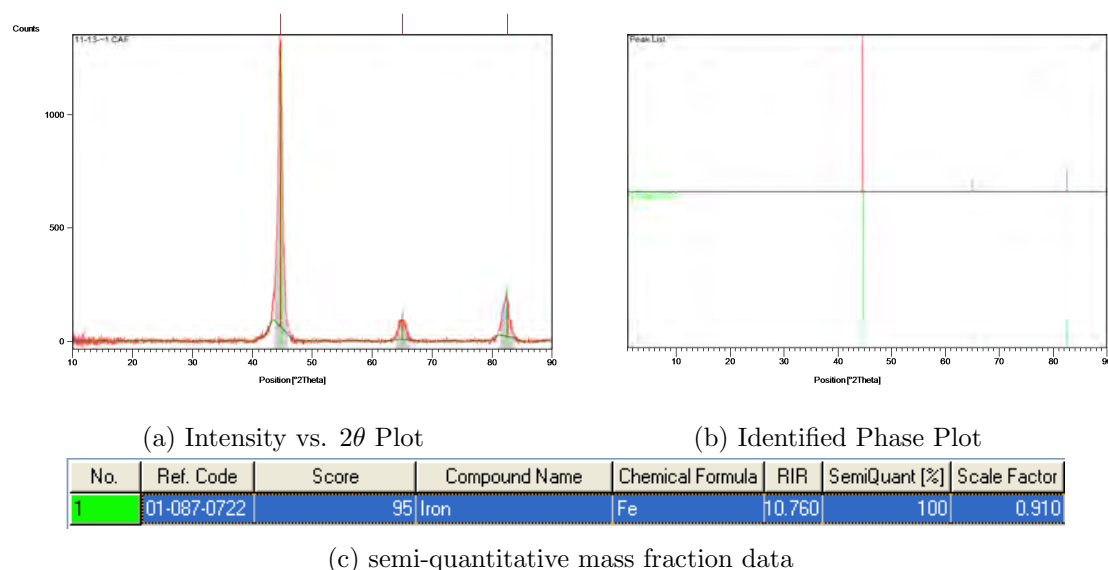 Counts
11-13-~1.CAF
1000
500
0
10 20 30 40 50 60 70 80 90
Position [°2Theta]
(a) Intensity vs. 2θ Plot
Peak List
10 20 30 40 50 60 70 80 90
Position [°2Theta]
(b) Identified Phase Plot
No. Ref. Code Score Compound Name Chemical Formula RIR SemiQuant [%] Scale Factor
1 01-087-0722 95 Iron Fe 10.760 100 0.910
(c) semi-quantitative mass fraction data